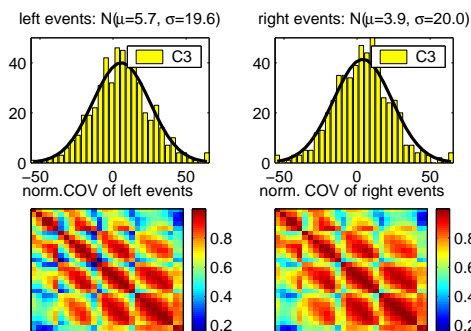 left events: N(μ=5.7, σ=19.6)
right events: N(μ=3.9, σ=20.0)
C3
C3
40
20
0
40
20
0
−50 0 50
−50 0 50
norm.COV of left events
norm. COV of right events
0.8
0.6
0.4
0.2
0.8
0.6
0.4
0.2